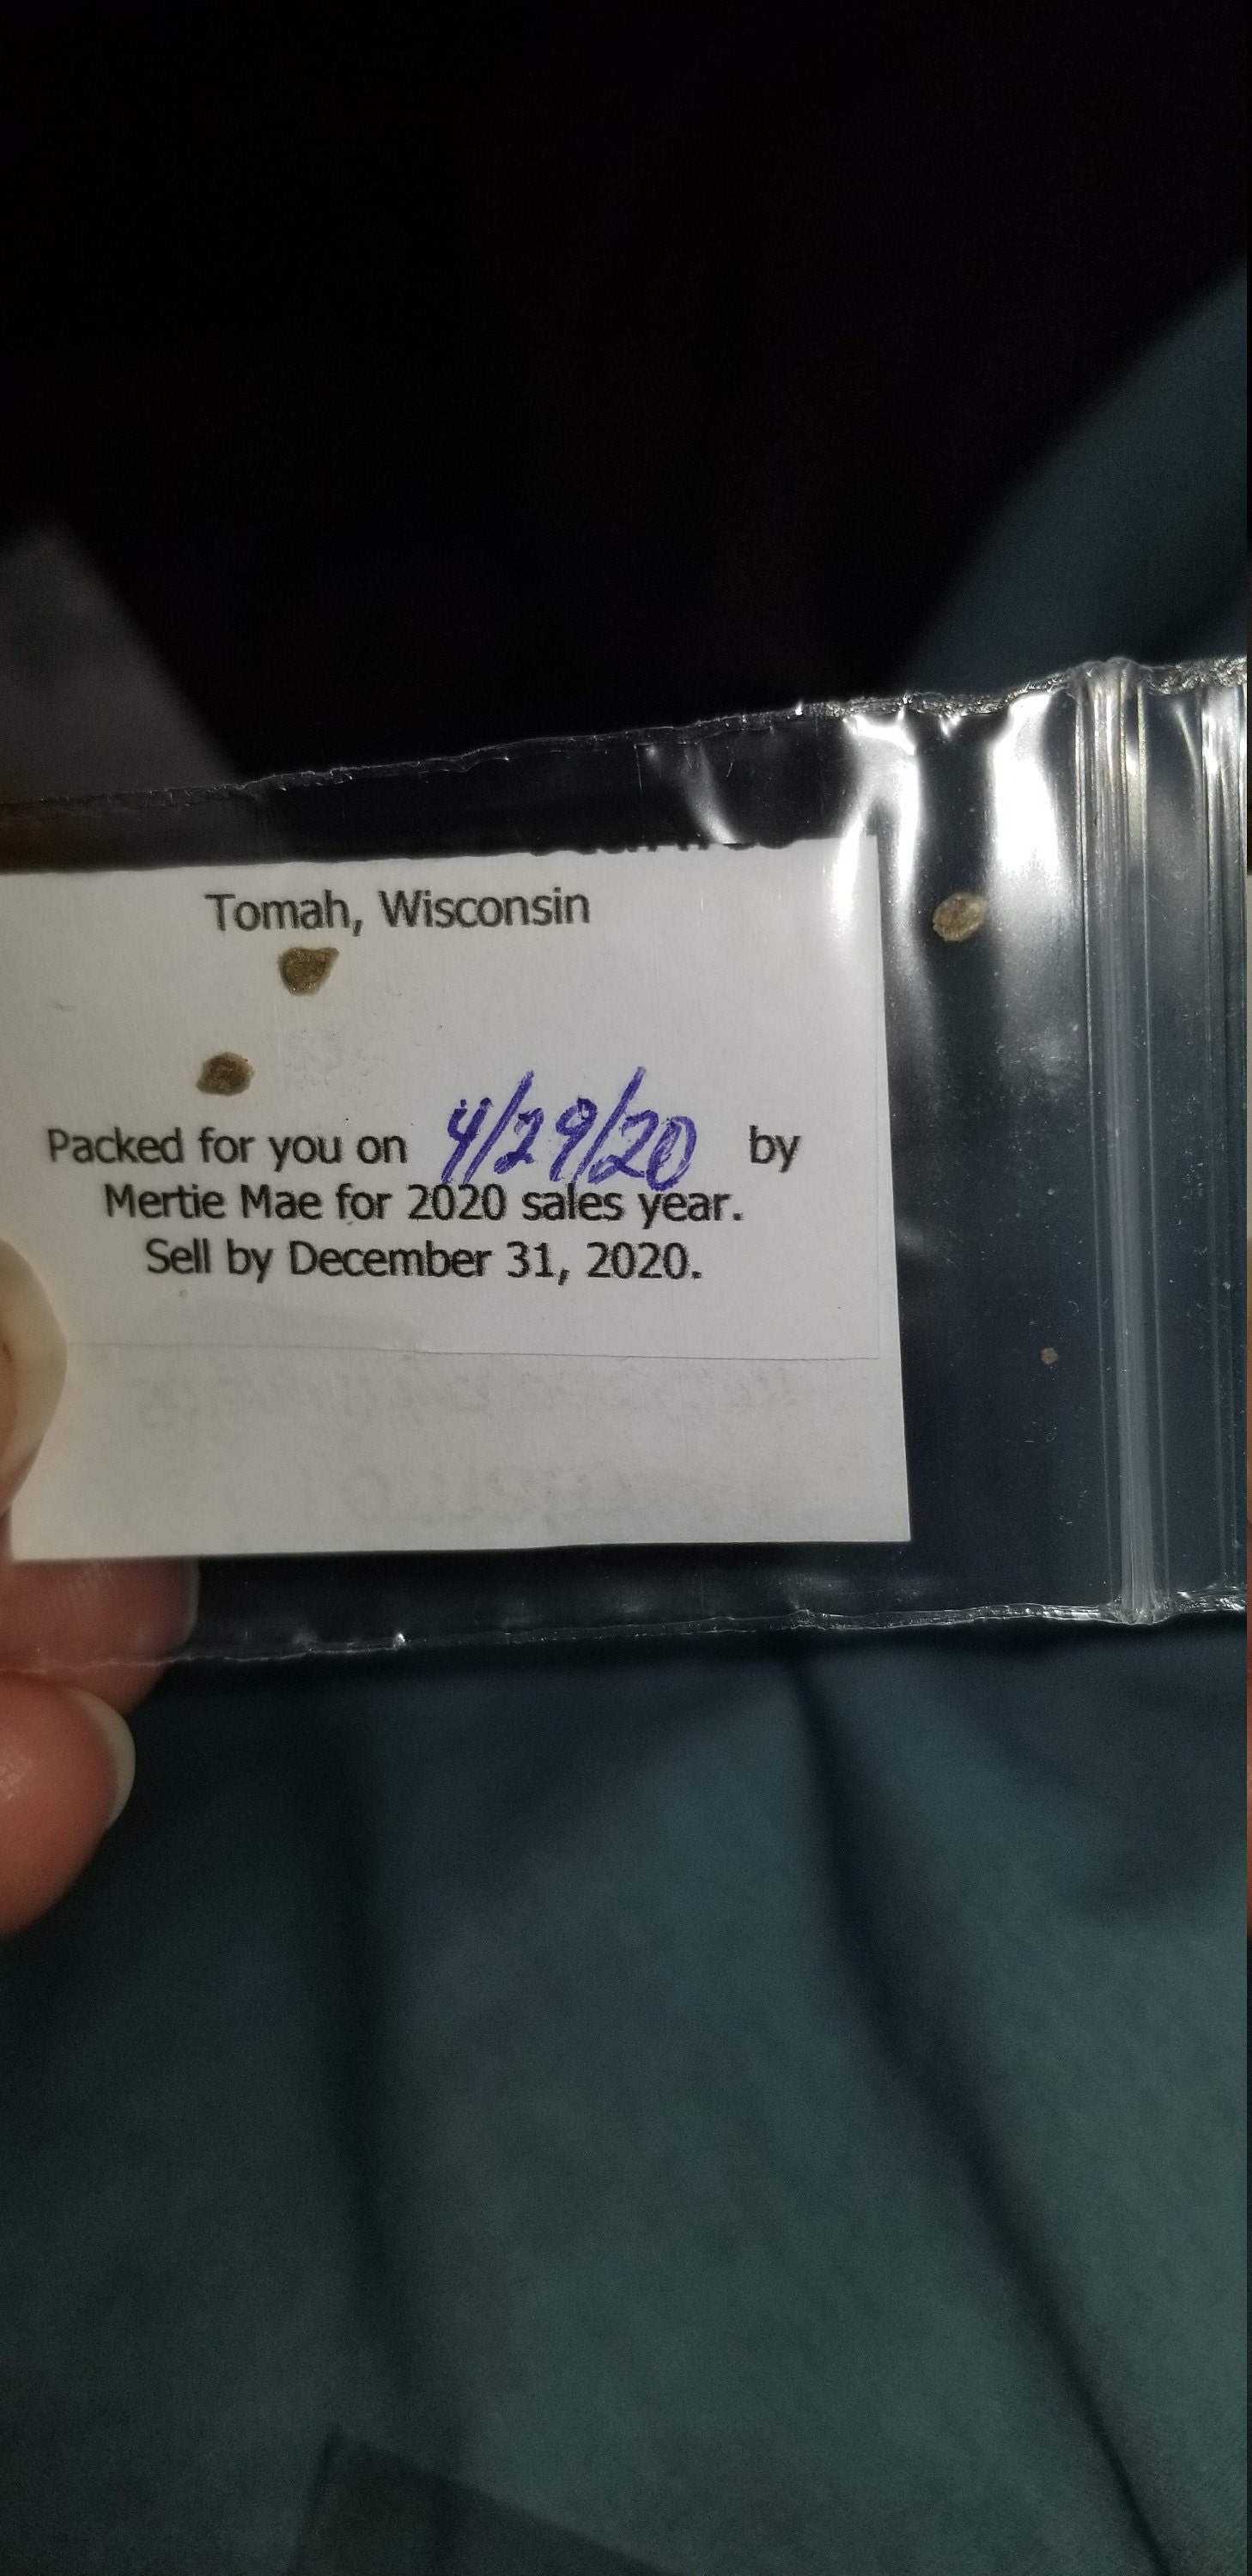 Tomah, Wisconsin
Packed for you on 4/29/20 by
Mertie Mae for 2020 sales year.
Sell by December 31, 2020.